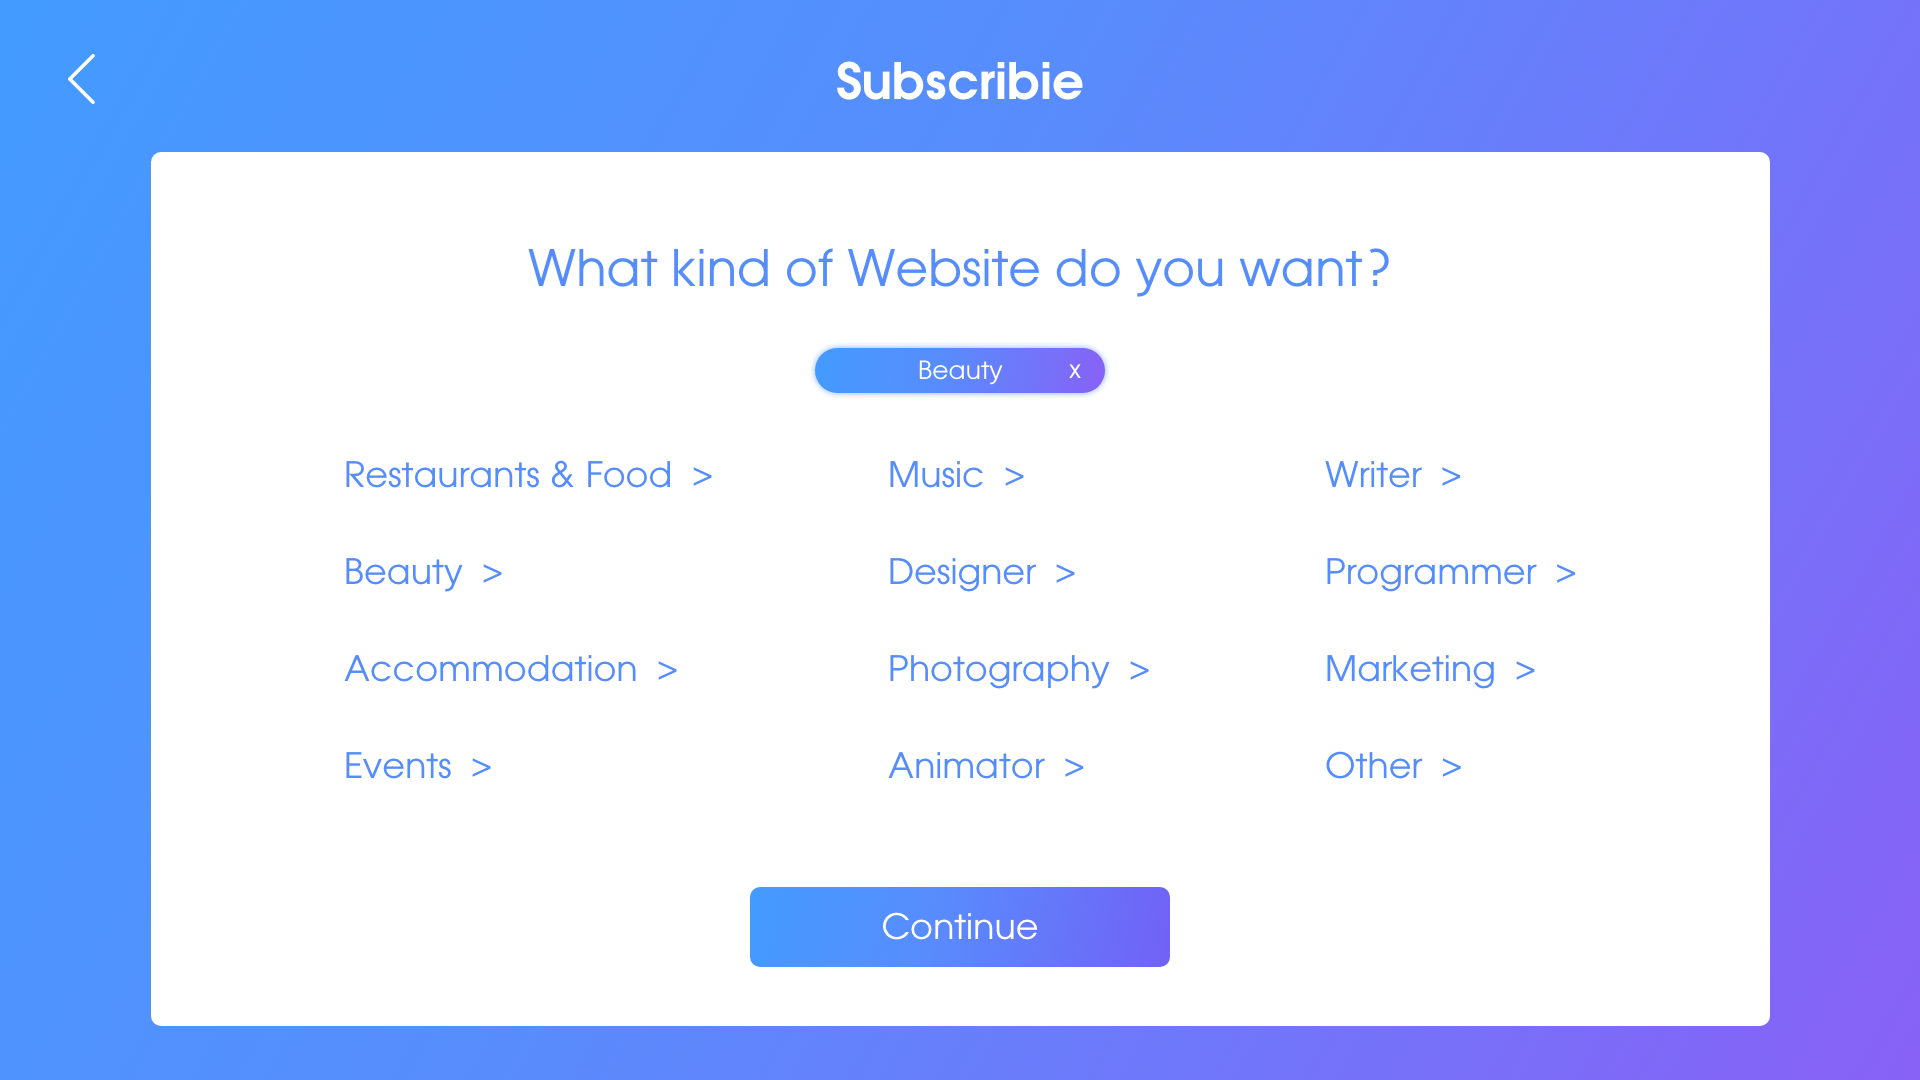 Subscribie
What kind of Website do you want?
Beauty x
Restaurants & Food >
Music >
Writer >
Beauty >
Designer >
Programmer >
Accommodation >
Photography >
Marketing >
Events >
Animator >
Other >
Continue